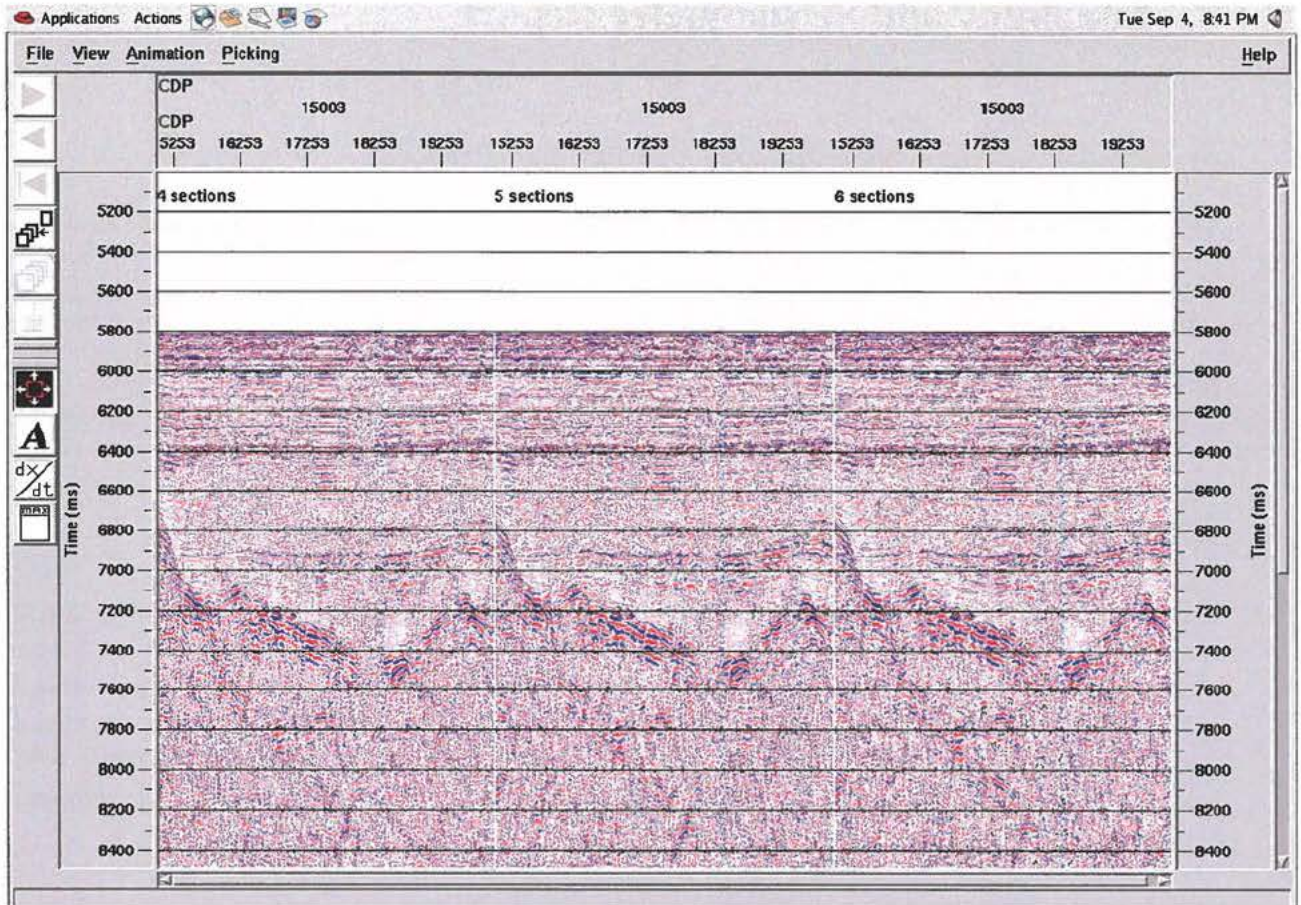 Applications Actions Tue Sep 4, 8:41 PM
File View Animation Picking Help
CDP
15003 15003 15003
CDP
5253 16253 17253 18253 19253 15253 16253 17253 18253 19253 15253 16253 17253 18253 19253
4 sections 5 sections 6 sections
5200 5200
5400 5400
5600 5600
5800 5800
6000 6000
6200 6200
6400 6400
A
dx/dt
6600 6600
MAX
Time (ms) Time (ms)
6800 6800
7000 7000
7200 7200
7400 7400
7600 7600
7800 7800
8000 8000
8200 8200
8400 8400